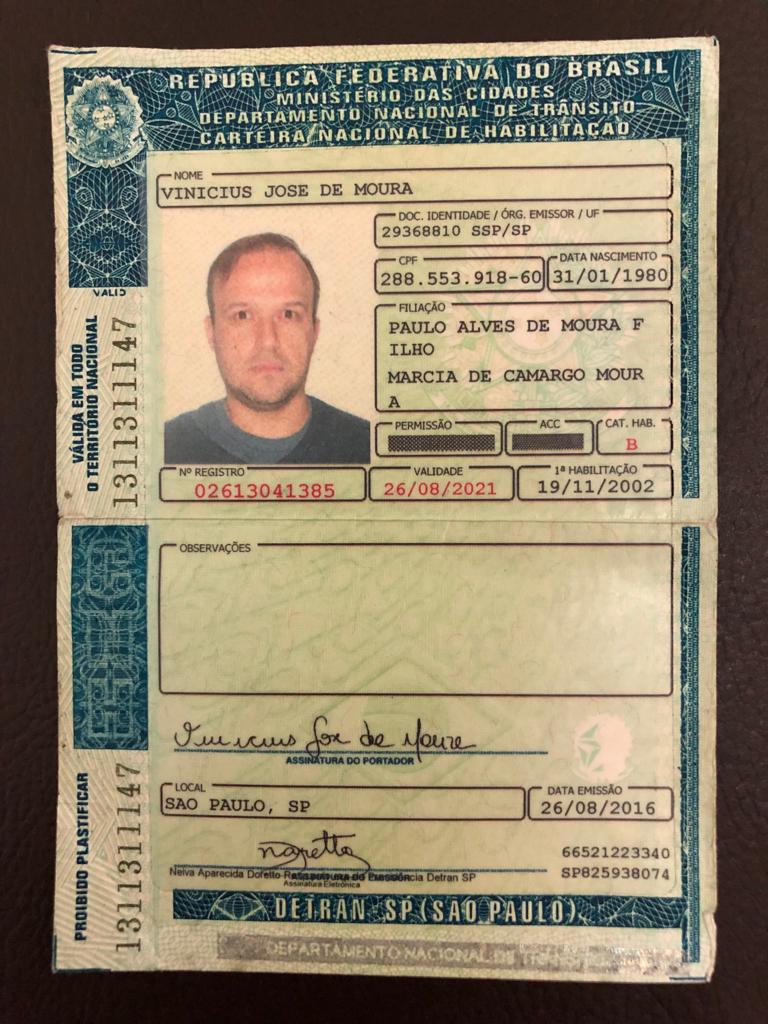 REPÚBLICA FEDERATIVA DO BRASIL
MINISTÉRIO DAS CIDADES
DEPARTAMENTO NACIONAL DE TRÂNSITO
CARTEIRA NACIONAL DE HABILITAÇÃO
NOME
VINICIUS JOSE DE MOURA
DOC. IDENTIDADE / ÓRG. EMISSOR / UF
29368810 SSP/SP
CPF
288.553.918-60
DATA NASCIMENTO
31/01/1980
FILIAÇÃO
PAULO ALVES DE MOURA F
ILHO
MARCIA DE CAMARGO MOUR
A
PERMISSÃO
ACC
CAT. HAB.
B
Nº REGISTRO
02613041385
VALIDADE
26/08/2021
1ª HABILITAÇÃO
19/11/2002
VÁLIDA EM TODO
O TERRITÓRIO NACIONAL
1311311147
OBSERVAÇÕES
Vinicius Jose de Moura
ASSINATURA DO PORTADOR
LOCAL
SAO PAULO, SP
DATA EMISSÃO
26/08/2016
66521223340
SP825938074
Neiva Aparecida Doretto
Detran SP
Assinatura Eletrônica
PROIBIDO PLASTIFICAR
1311311147
DETRAN SP (SAO PAULO)
DEPARTAMENTO NACIONAL DE